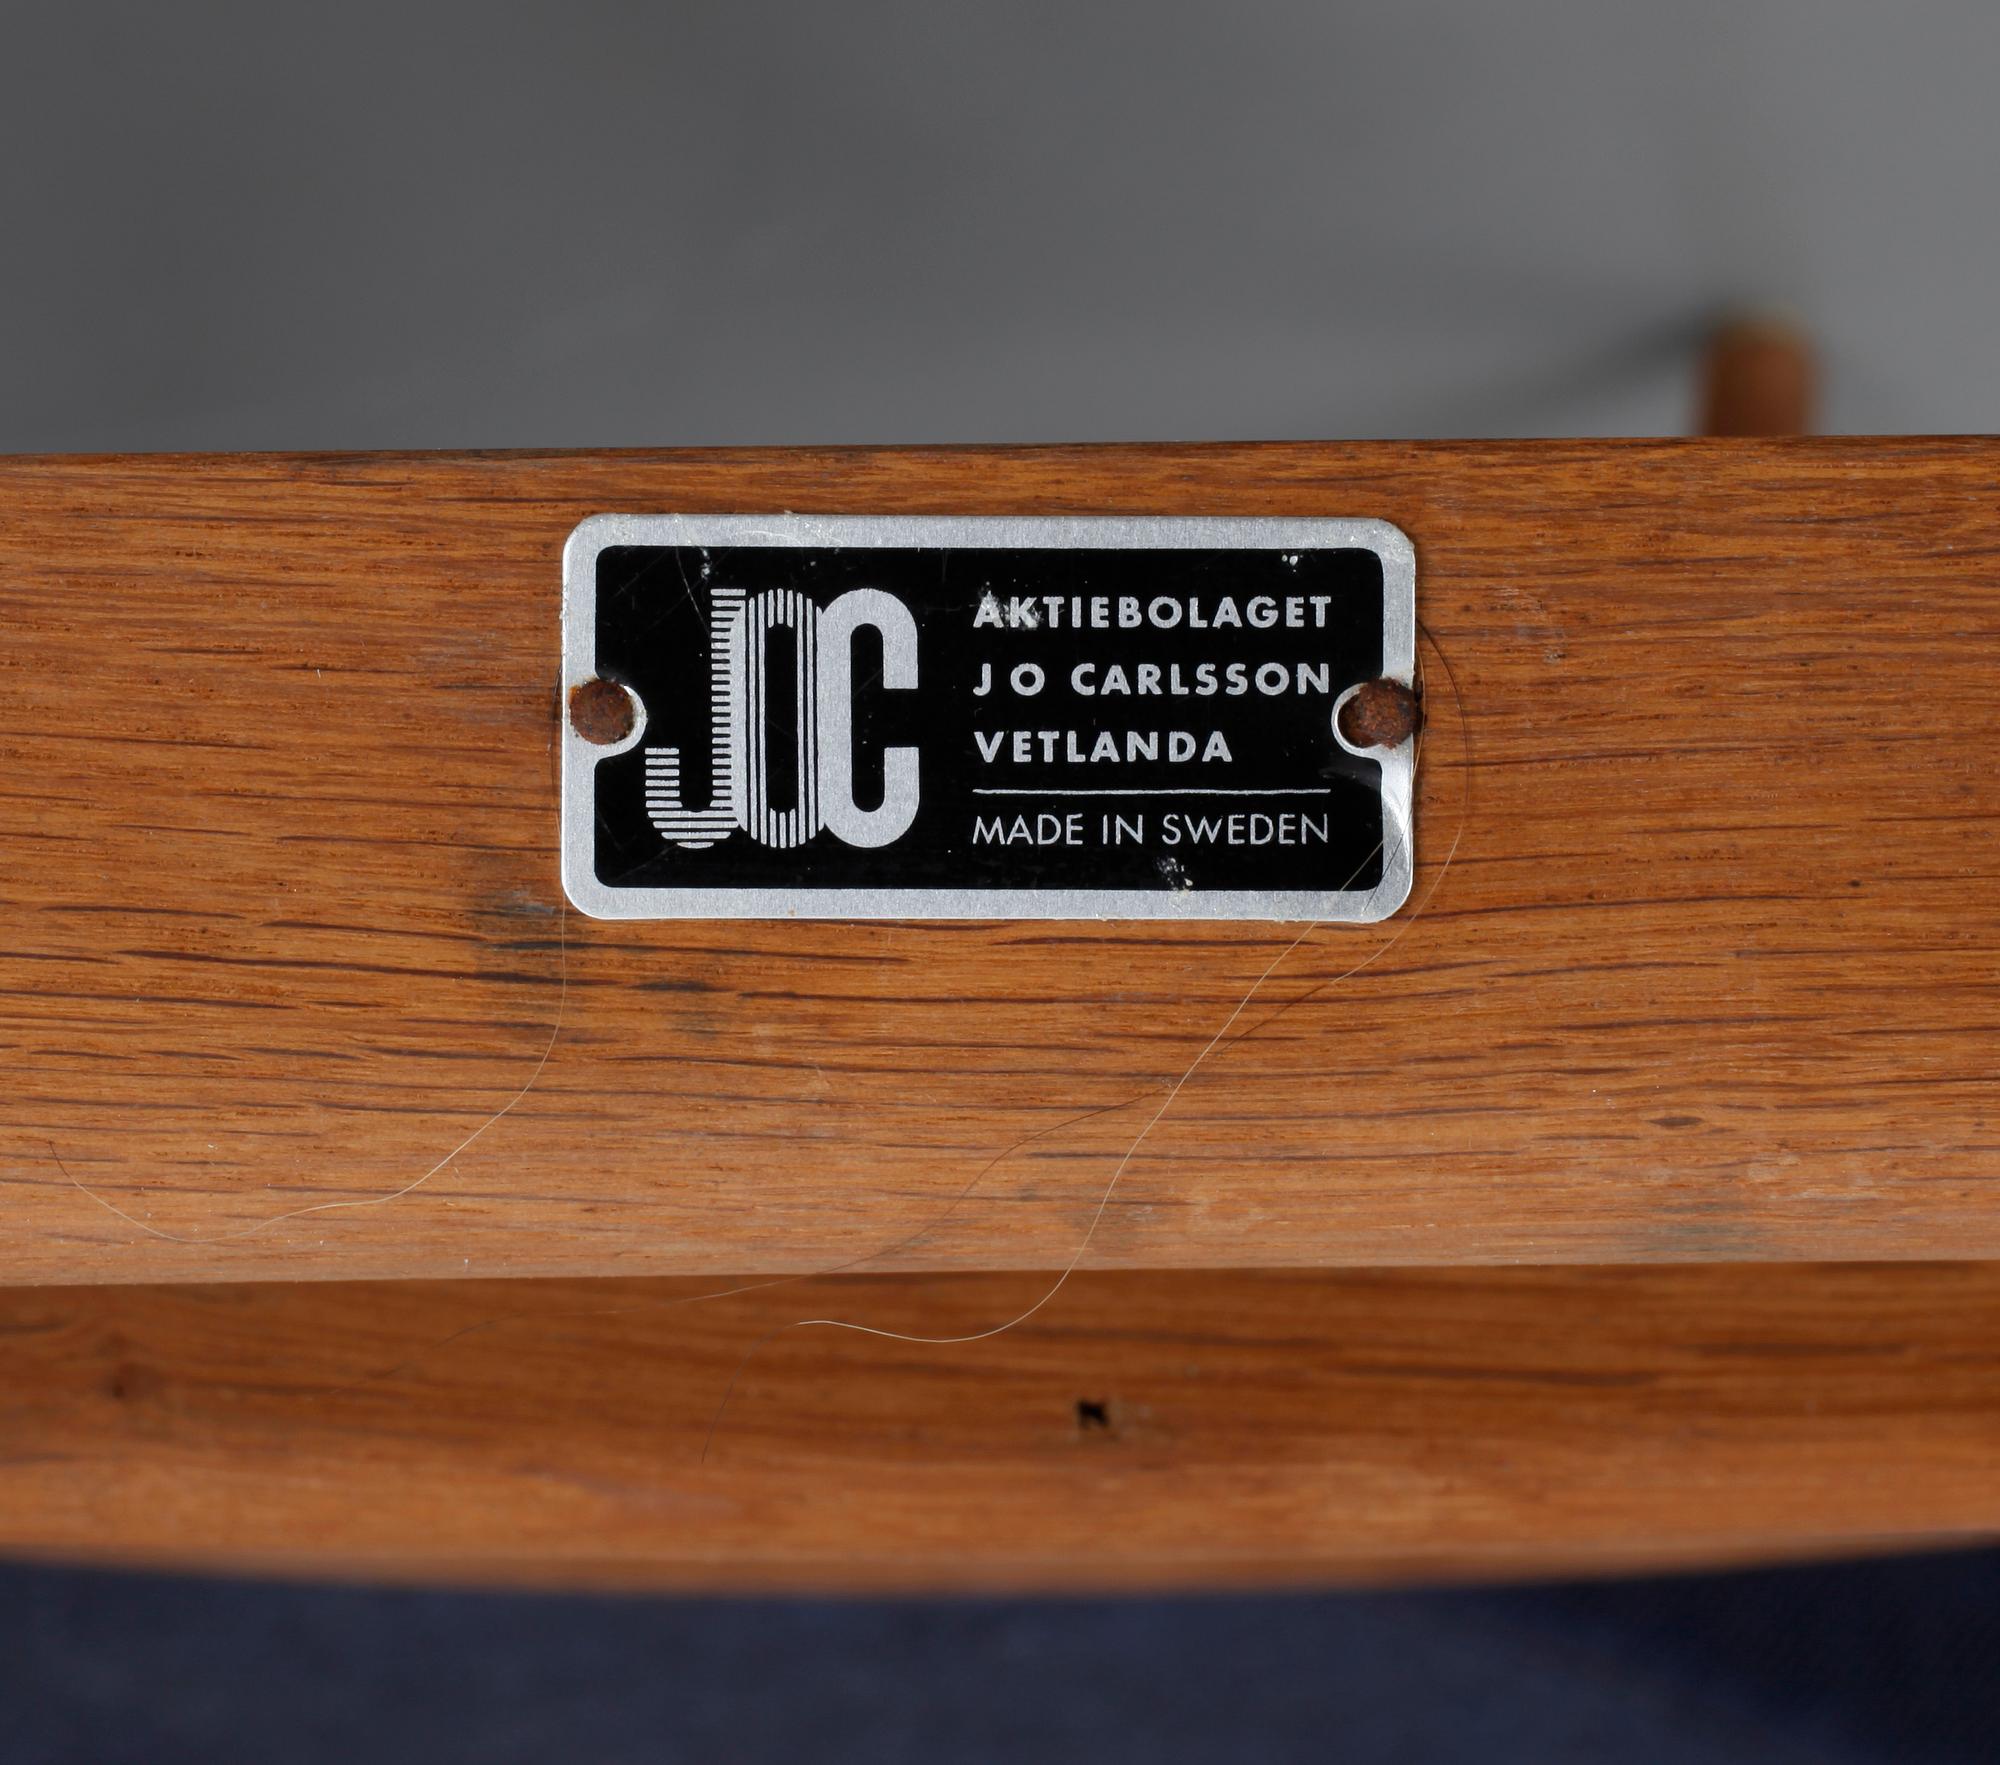 JOC
AKTIEBOLAGET
J O CARLSSON
VETLANDA
MADE IN SWEDEN